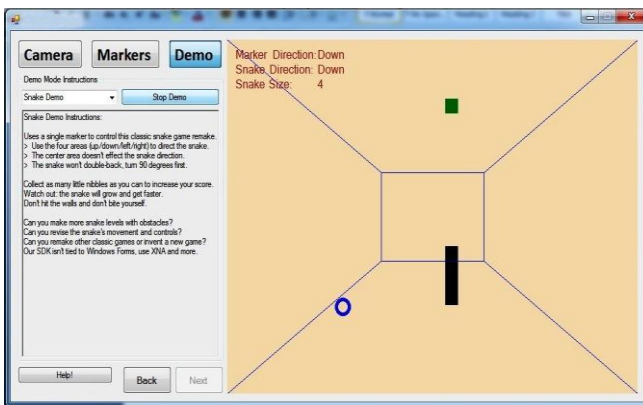 Camera
Markers
Demo
Demo Mode Instructions
Snake Demo
Stop Demo
Snake Demo Instructions:
Uses a single marker to control this classic snake game remake.
> Use the four areas (up/down/left/right) to direct the snake.
> The center area doesn't effect the snake direction.
> The snake won't double-back, turn 90 degrees first.
Collect as many little nibbles as you can to increase your score.
Watch out: the snake will grow and get faster.
Don't hit the walls and don't bite yourself.
Can you make more snake levels with obstacles?
Can you revise the snake's movement and controls?
Can you remake other classic games or invent a new game?
Our SDK isn't tied to Windows Forms, use XNA and more.
Help!
Back
Next
Marker Direction:Down
Snake Direction: Down
Snake Size: 4